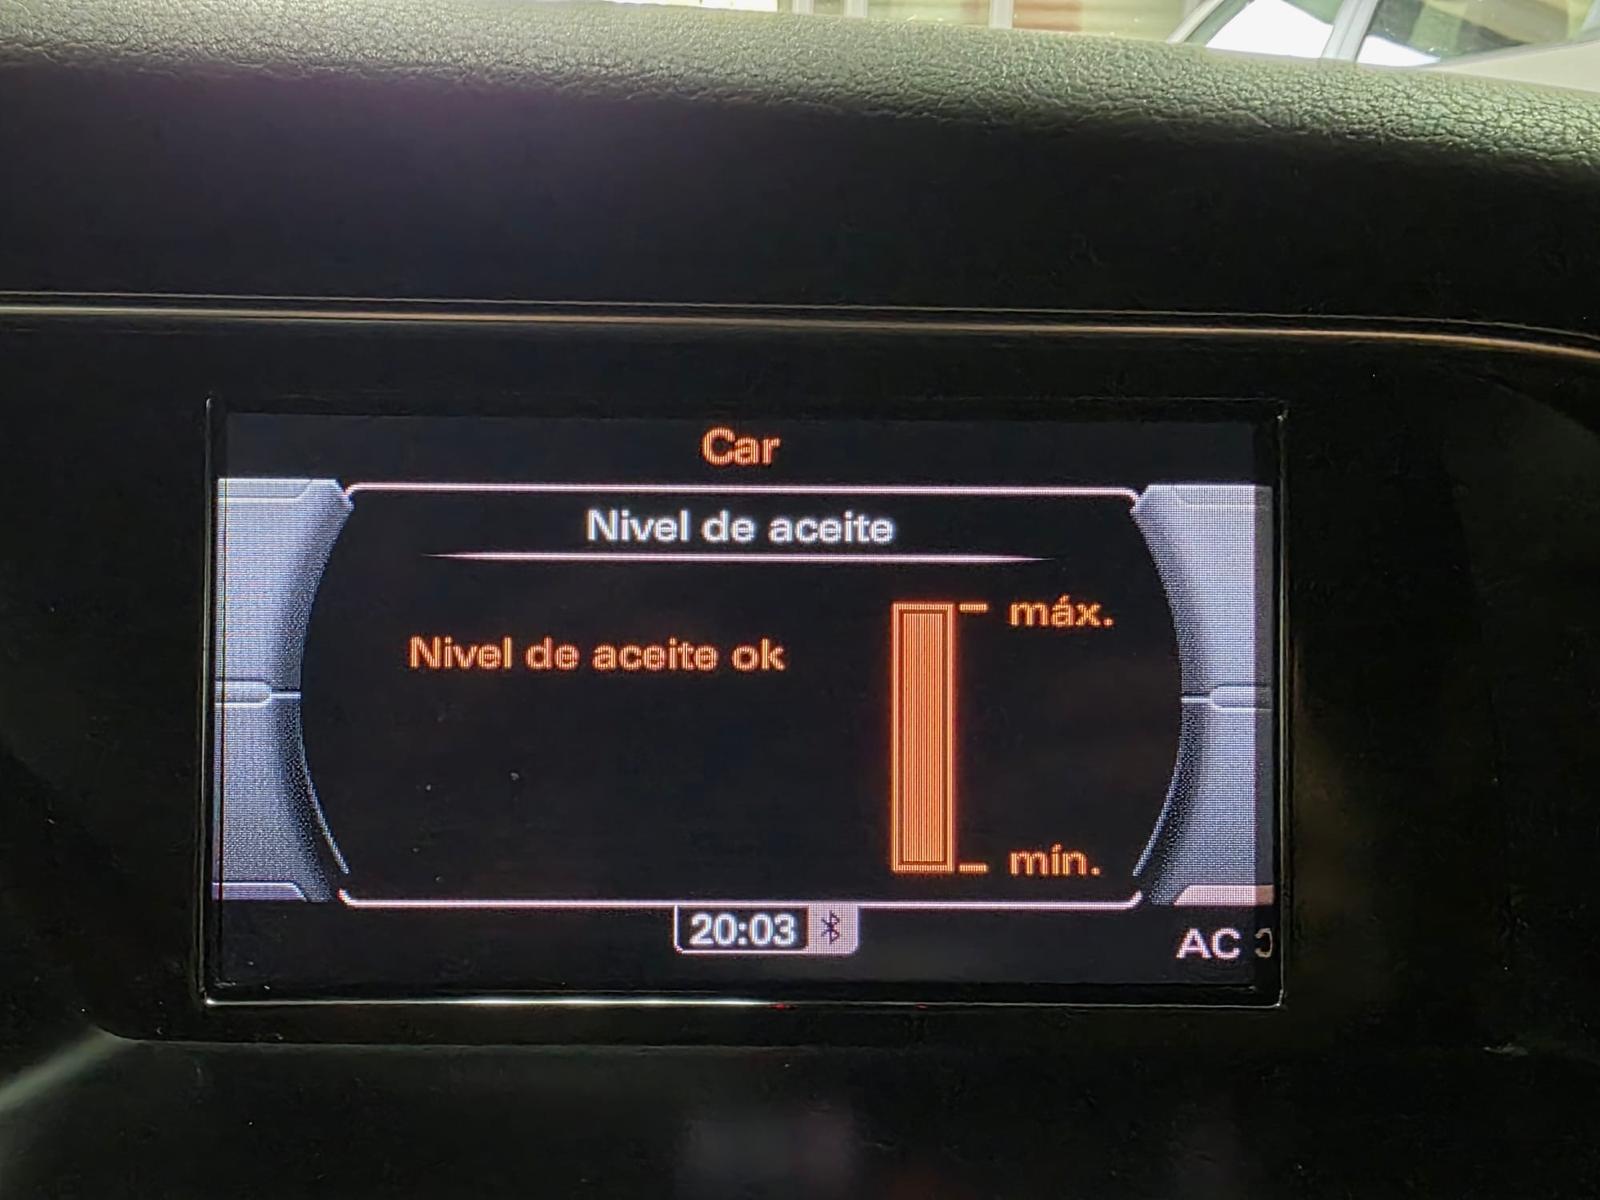 Car
Nivel de aceite
máx.
Nivel de aceite ok
mín.
20:03
AC